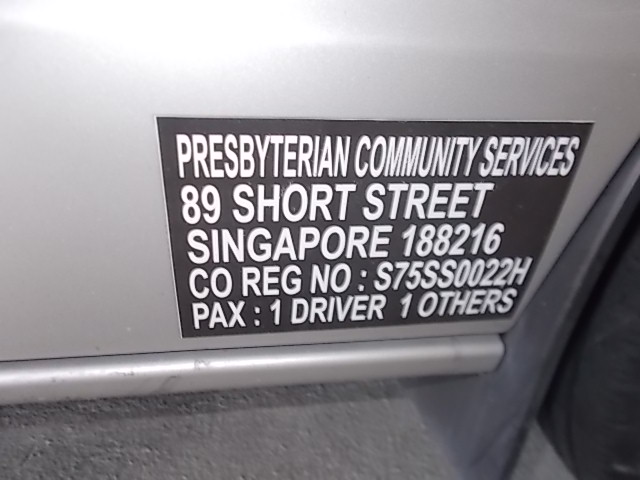 PRESBYTERIAN COMMUNITY SERVICES
89 SHORT STREET
SINGAPORE 188216
CO REG NO : S75SS0022H
PAX : 1 DRIVER 1 OTHERS